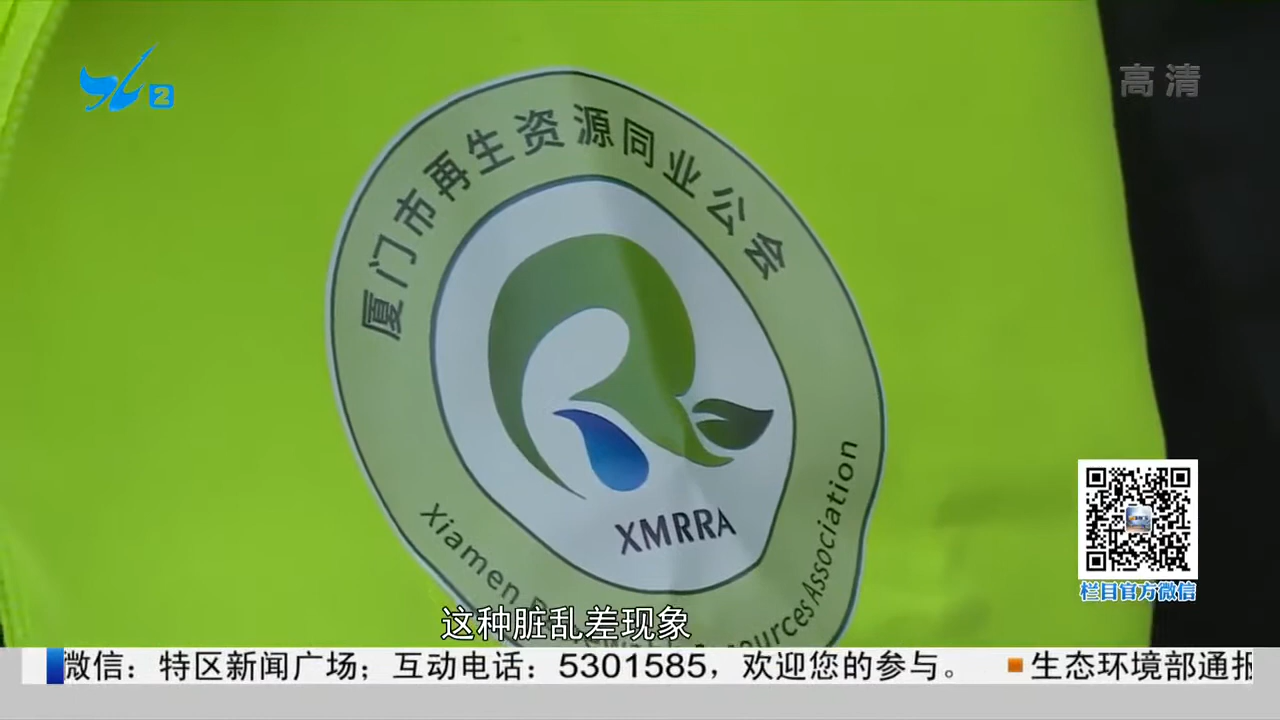 2
高清
厦门市再生资源同业公会
XMRRA
Xiamen
Association
栏目官方微信
这种脏乱差现象
微信：特区新闻广场；互动电话：5301585，欢迎您的参与。 生态环境部通报